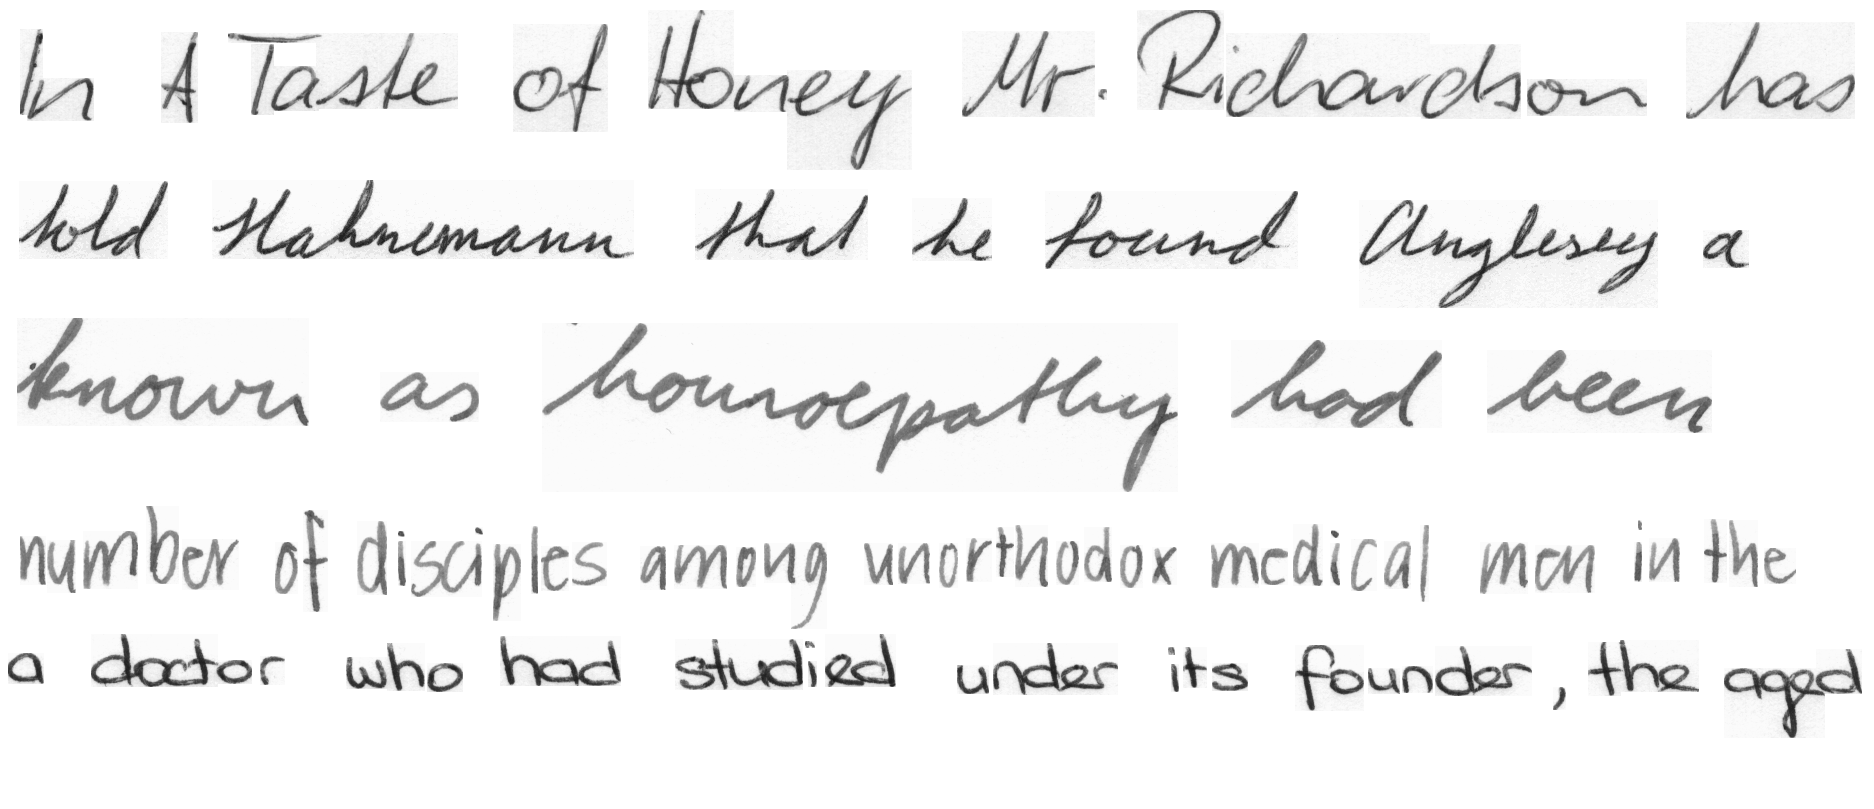 In A Taste of Honey Mr. Richardson has
told Hahnemann that he found Anglesey a
known as homoepathy had been
number of disciples among unorthodox medical men in the
a doctor who had studied under its founder, the aged